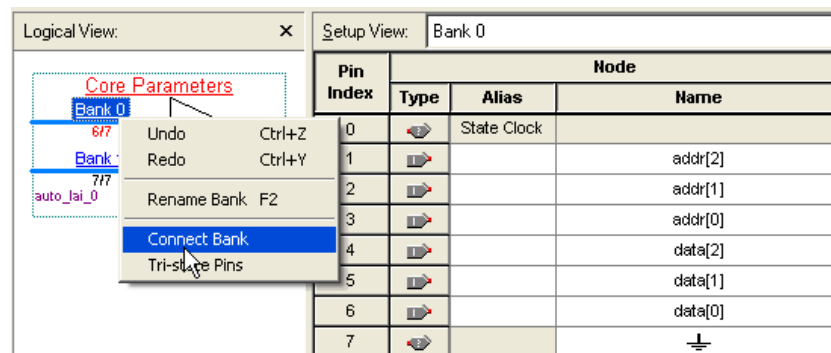 Logical View: ×
Core Parameters
Bank 0
6/7
Bank
7/7
auto_lai_0
Undo Ctrl+Z
Redo Ctrl+Y
Rename Bank F2
Connect Bank
Tri-state Pins
Setup View: Bank 0
Pin Index Node
Type Alias Name
0 State Clock
1 addr[2]
2 addr[1]
3 addr[0]
4 data[2]
5 data[1]
6 data[0]
7